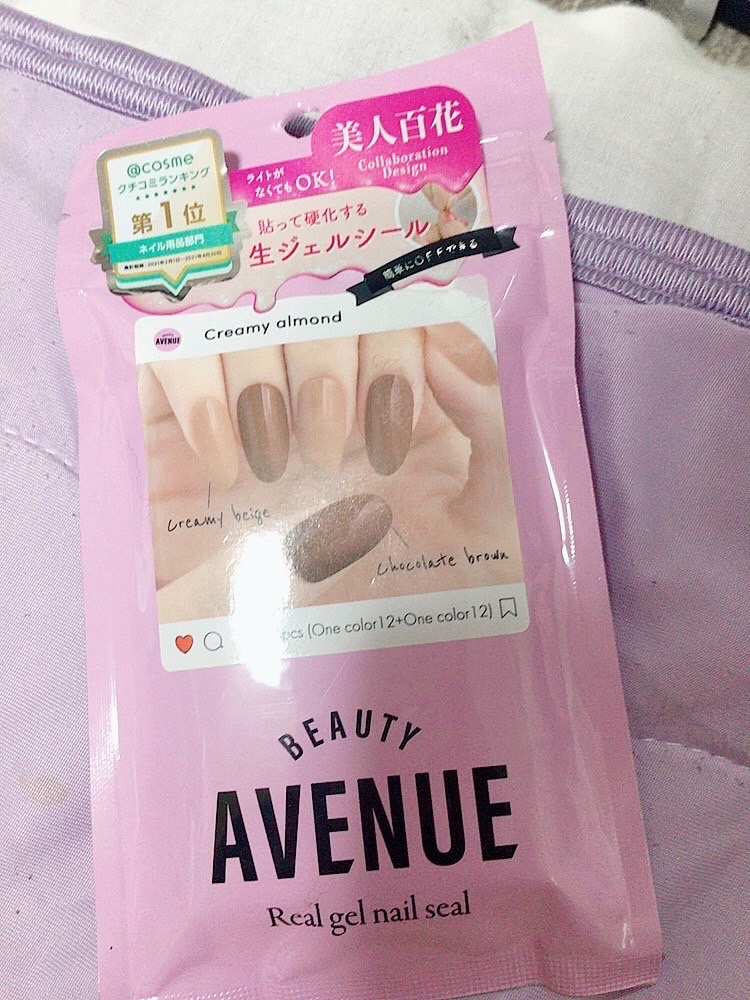 @cosme
クチコミランキング
第1位
ネイル用品部門
美人百花
Collaboration
Design
ライトが
なくてもOK!
貼って硬化する
生ジェルシール
AVENUE
Creamy almond
creamy beige
chocolate brown
pcs (One color12+One color12)
BEAUTY
AVENUE
Real gel nail seal